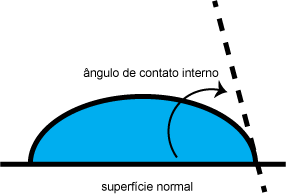 ângulo de contato interno
superfície normal